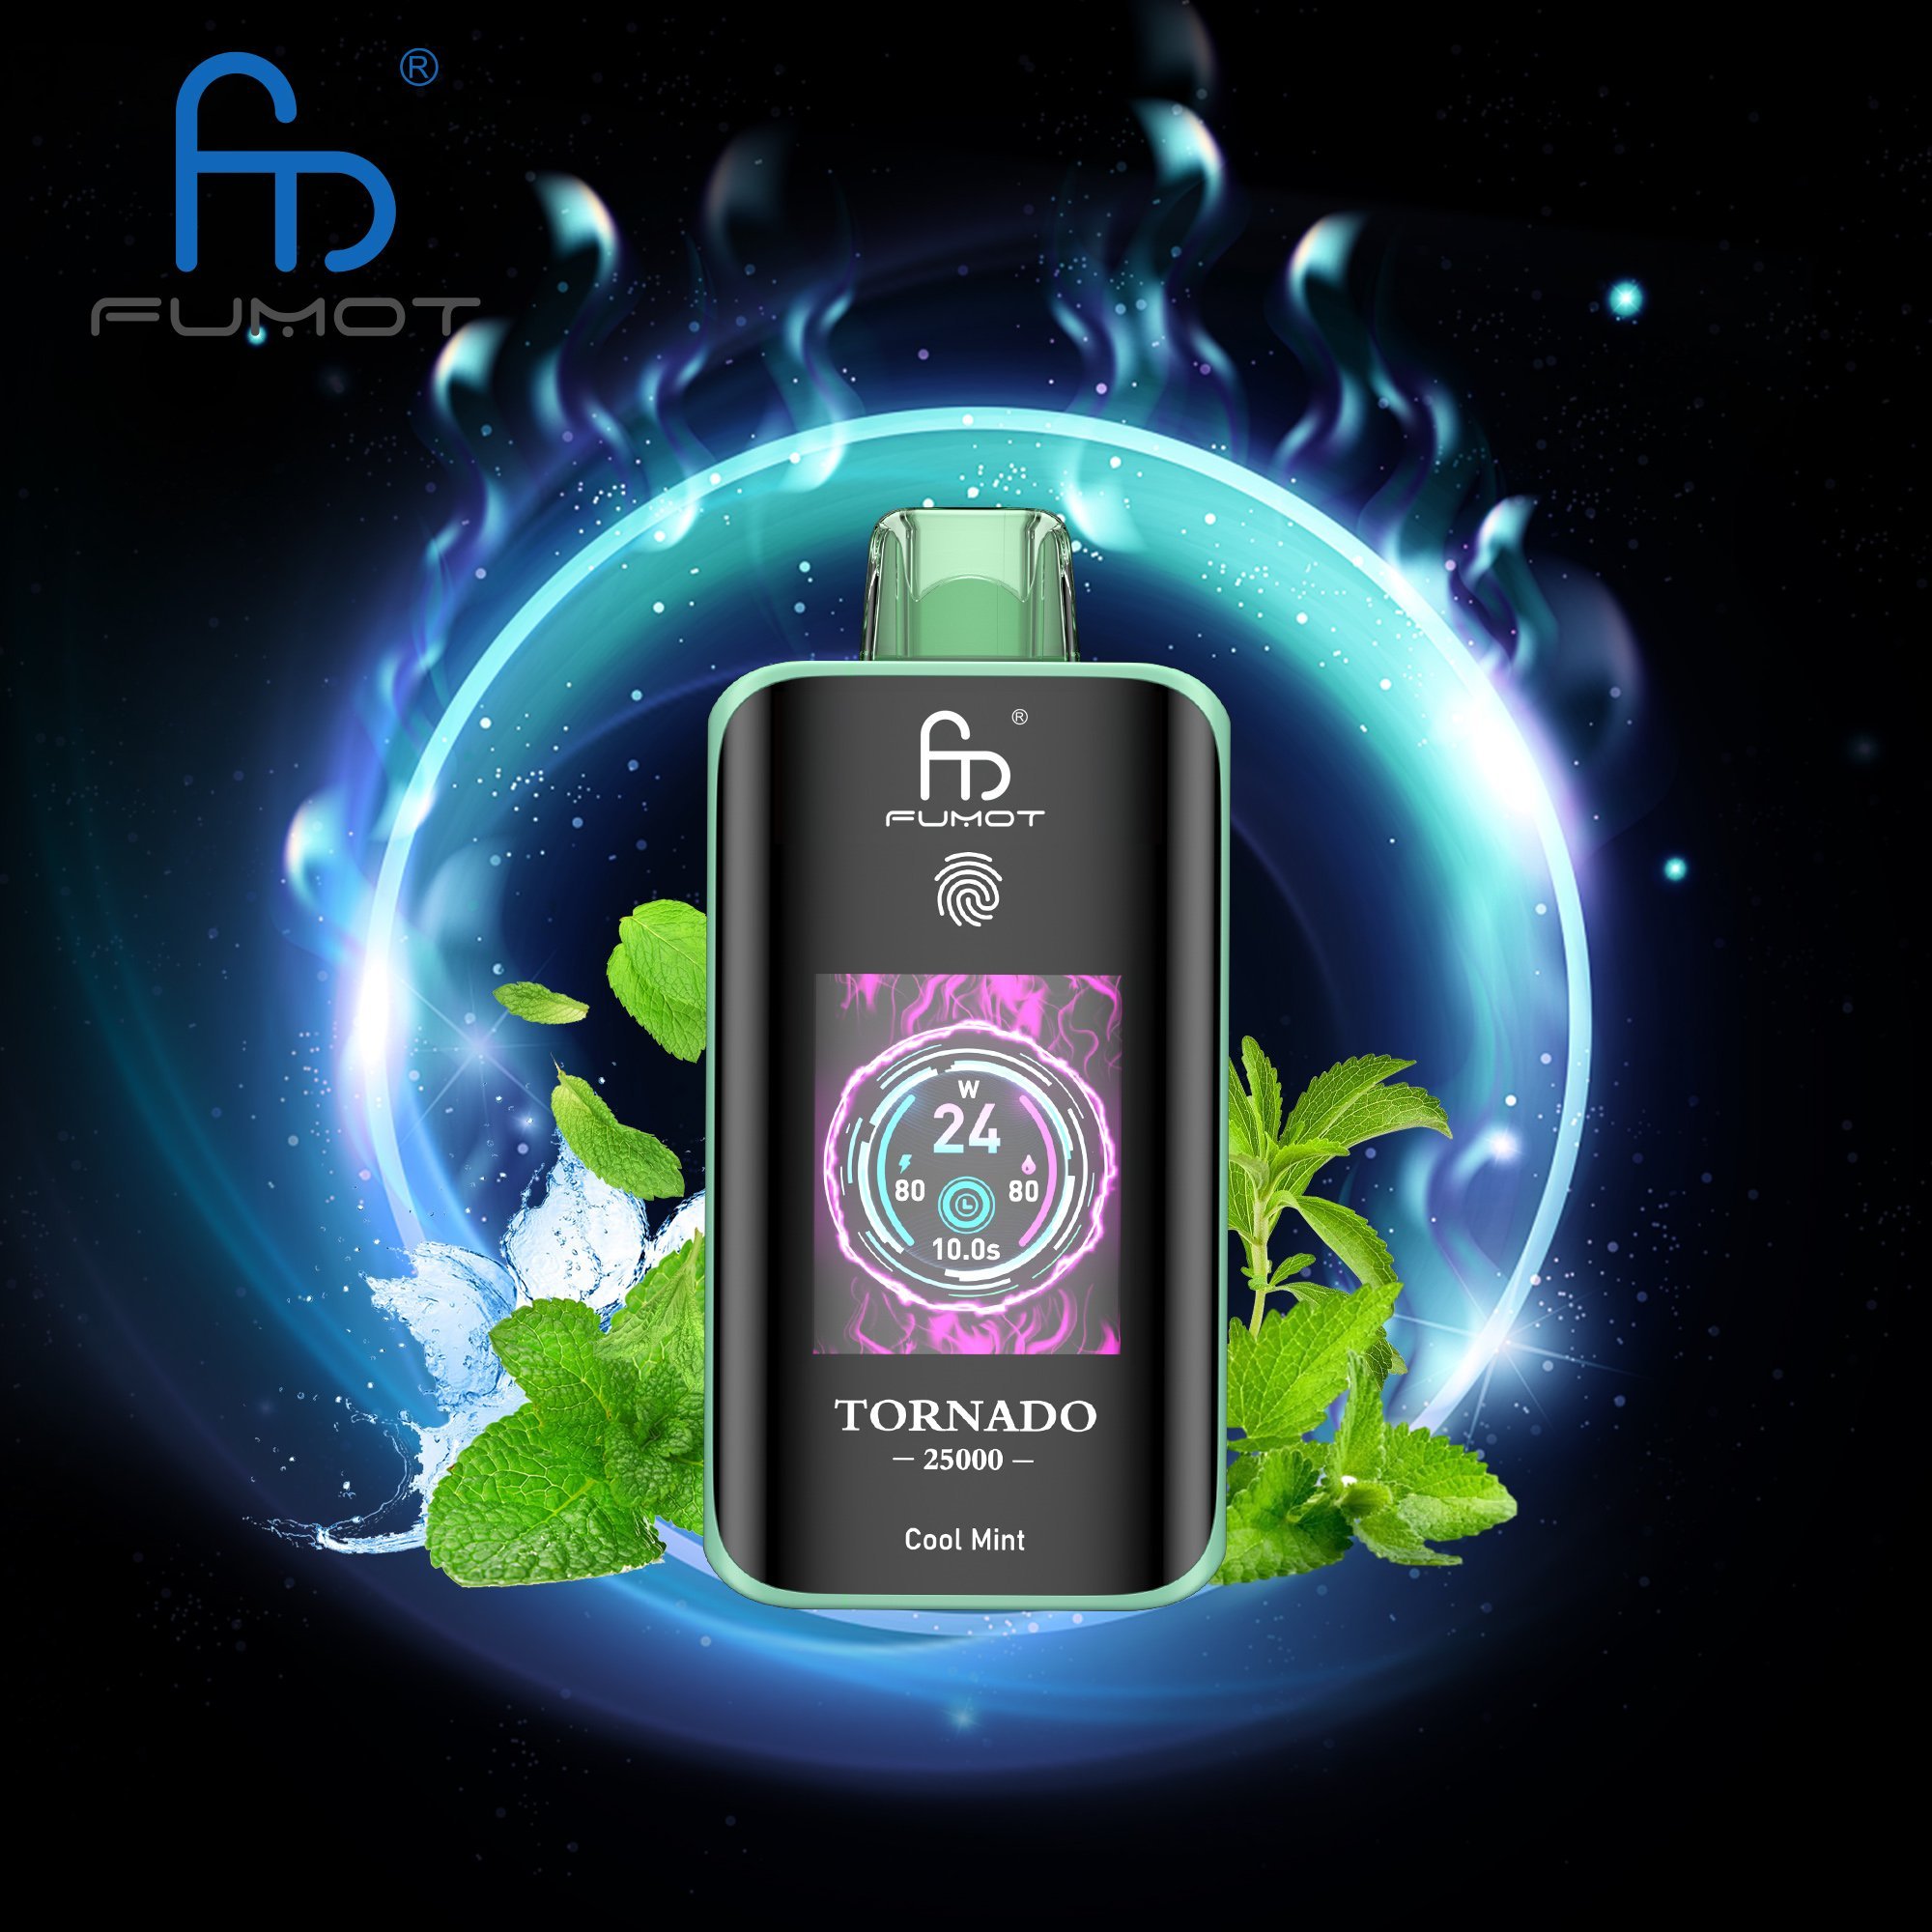 ®
FUMOT
®
FUMOT
W
24
80 80
10.0s
TORNADO
— 25000 —
Cool Mint